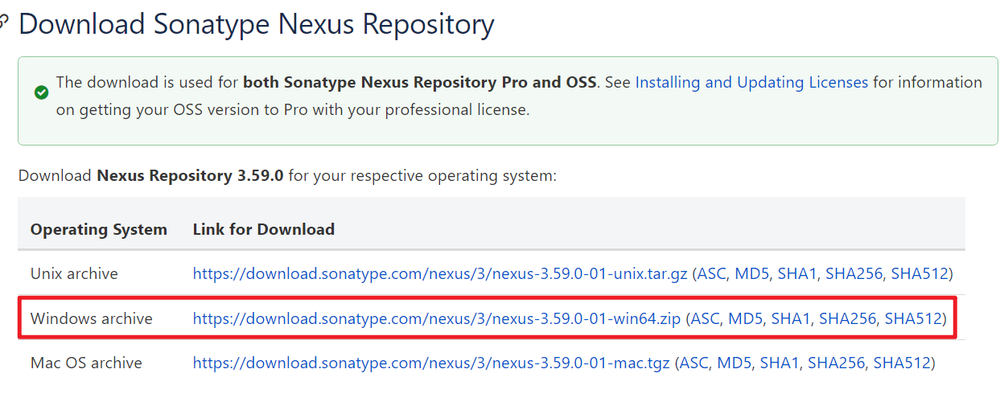 Download Sonatype Nexus Repository
The download is used for both Sonatype Nexus Repository Pro and OSS. See Installing and Updating Licenses for information
on getting your OSS version to Pro with your professional license.
Download Nexus Repository 3.59.0 for your respective operating system:
Operating System Link for Download
Unix archive https://download.sonatype.com/nexus/3/nexus-3.59.0-01-unix.tar.gz (ASC, MD5, SHA1, SHA256, SHA512)
Windows archive https://download.sonatype.com/nexus/3/nexus-3.59.0-01-win64.zip (ASC, MD5, SHA1, SHA256, SHA512)
Mac OS archive https://download.sonatype.com/nexus/3/nexus-3.59.0-01-mac.tgz (ASC, MD5, SHA1, SHA256, SHA512)